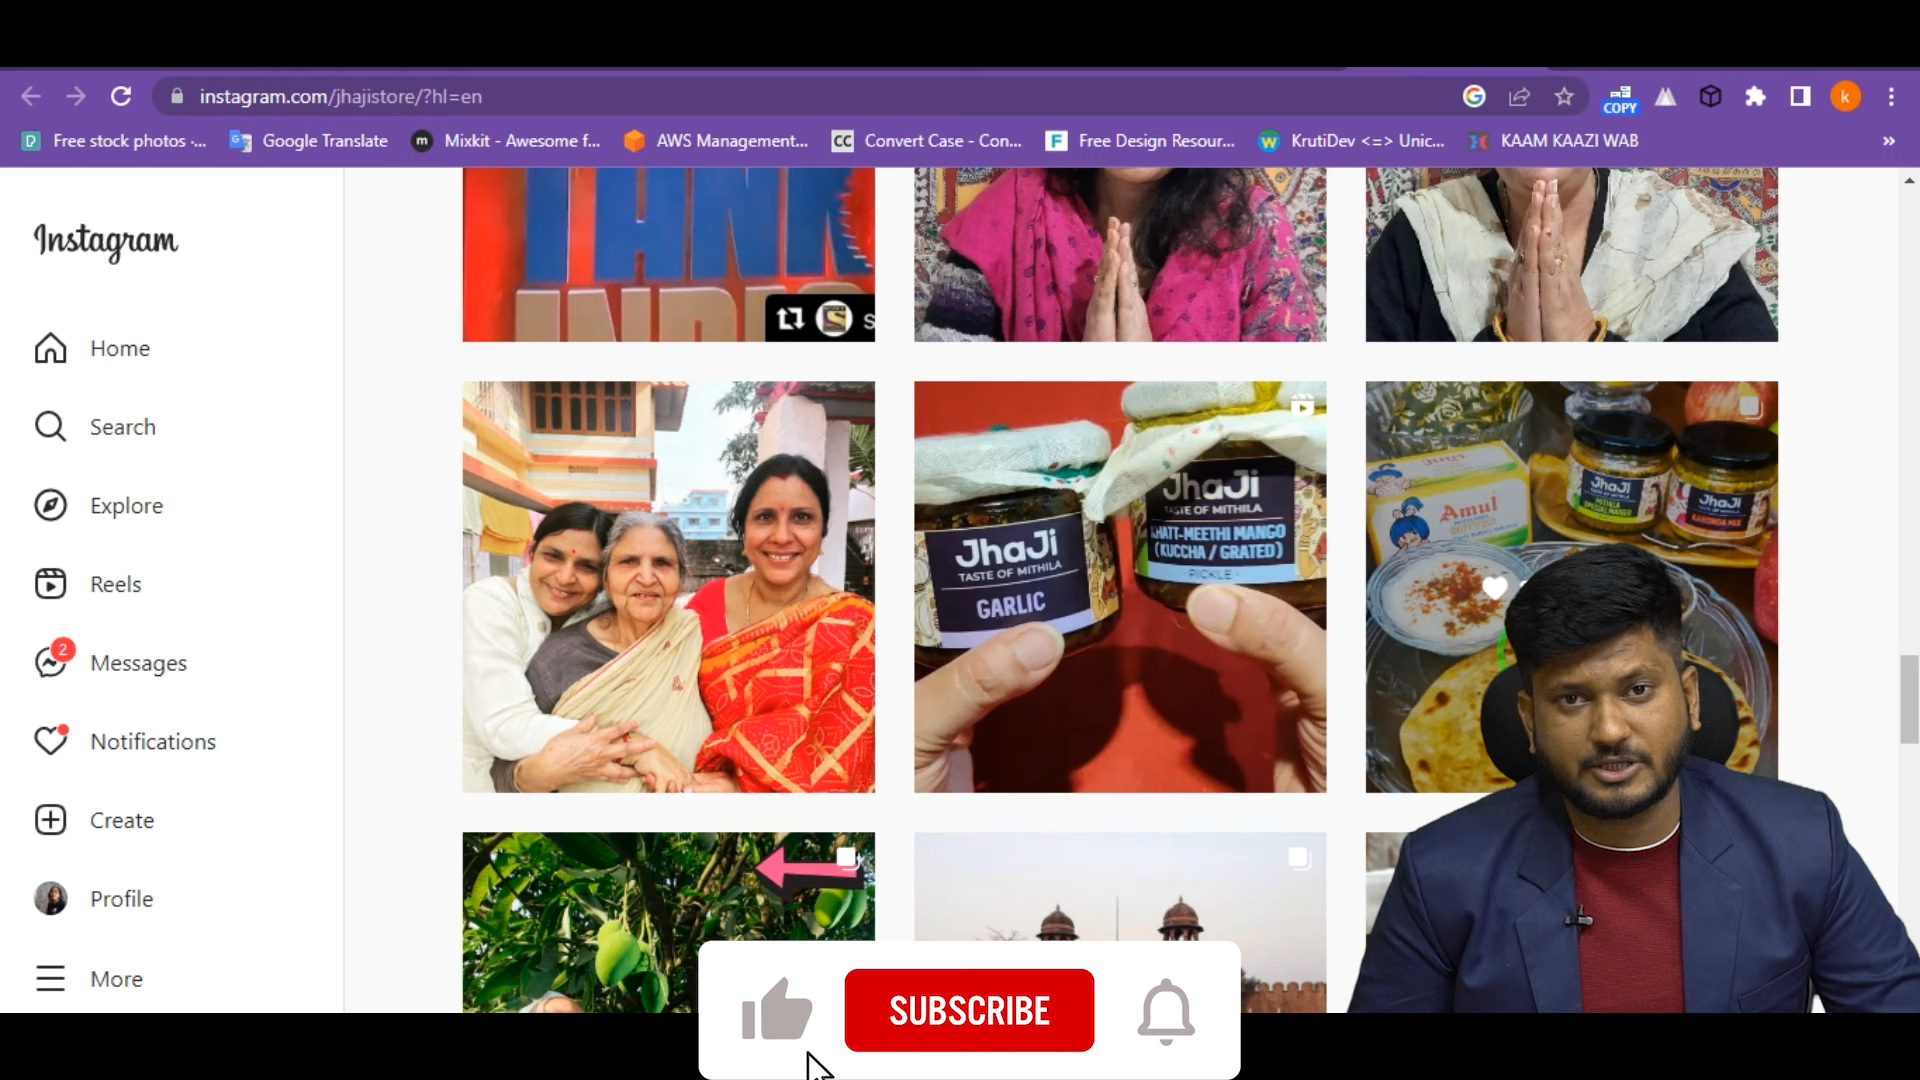 instagram.com/jhajistore/?hl=en
COPY
k
Free stock photos ·...
Google Translate
m
Mixkit - Awesome f...
AWS Management...
CC
Convert Case - Con...
F
Free Design Resour...
W
KrutiDev <=> Unic...
KAAM KAAZI WAB
»
Instagram
Home
Search
Explore
Reels
2
Messages
Notifications
Create
Profile
More
S
JhaJi
TASTE OF MITHILA
GARLIC
JhaJi
TASTE OF MITHILA
KHATT-MEETHI MANGO
(KUCCHA / GRATED)
- PICKLE -
Amul
JhaJi
JhaJi
SUBSCRIBE